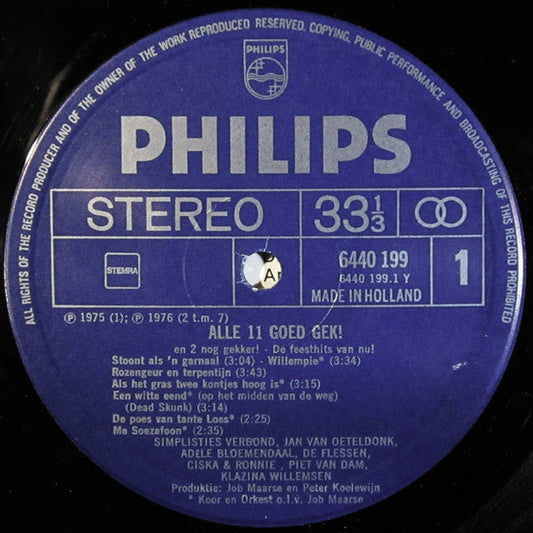 ALL RIGHTS OF THE RECORD PRODUCER AND OF THE OWNER OF THE WORK REPRODUCED RESERVED. COPYING, PUBLIC PERFORMANCE AND BROADCASTING OF THIS RECORD PROHIBITED
PHILIPS
PHILIPS
STEREO 33⅓
STEMRA
Ar
6440 199
6440 199.1 Y
MADE IN HOLLAND
1
℗ 1975 (1); ℗ 1976 (2 t.m. 7)
ALLE 11 GOED GEK!
en 2 nog gekker! - De feesthits van nu!
Stoont als 'n garnaal (3:04) - Willempie* (3:34)
Rozengeur en terpentijn (3:43)
Als het gras twee kontjes hoog is* (3:15)
Een witte eend* (op het midden van de weg)
(Dead Skunk) (3:14)
De poes van tante Loes* (2:25)
Me Soezafoon* (2:35)
SIMPLISTIES VERBOND, JAN VAN OETELDONK,
ADELE BLOEMENDAAL, DE FLESSEN,
CISKA & RONNIE , PIET VAN DAM,
KLAZINA WILLEMSEN
Produktie: Job Maarse en Peter Koelewijn
* Koor en Orkest o.l.v. Job Maarse